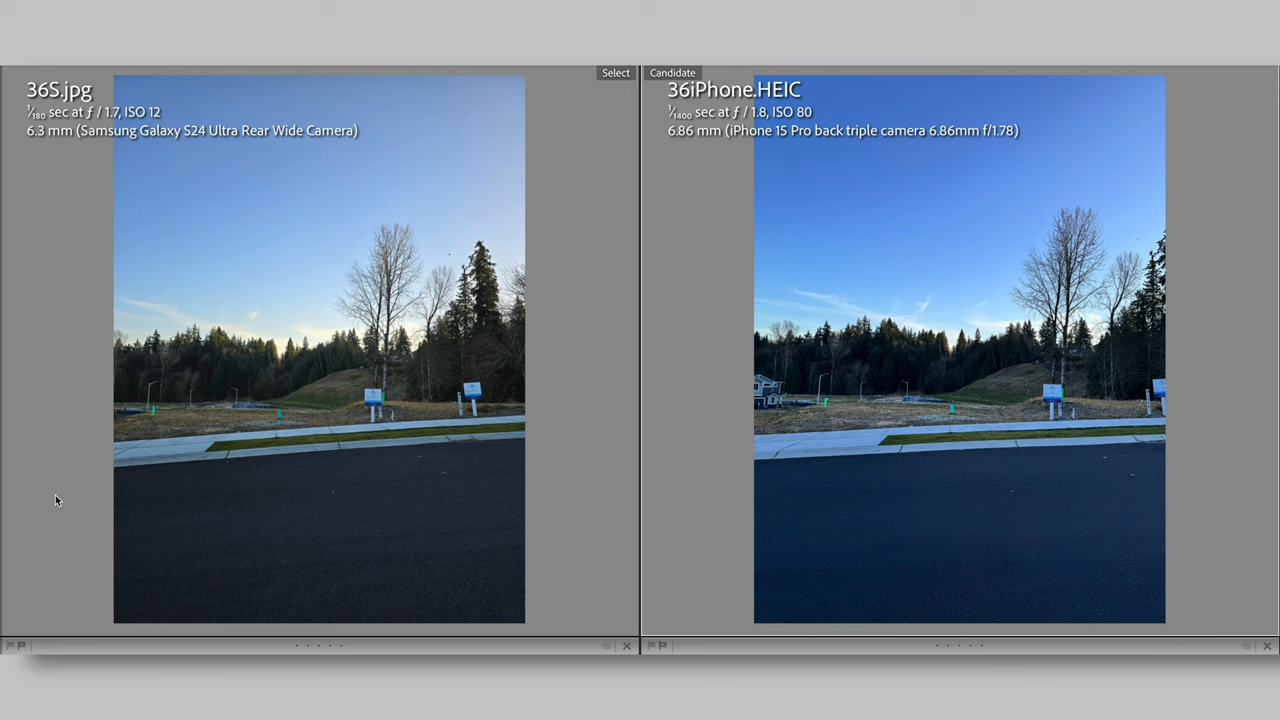 36S.jpg
1/180 sec at ƒ / 1.7, ISO 12
6.3 mm (Samsung Galaxy S24 Ultra Rear Wide Camera)
Select
Candidate
36iPhone.HEIC
1/1400 sec at ƒ / 1.8, ISO 80
6.86 mm (iPhone 15 Pro back triple camera 6.86mm f/1.78)